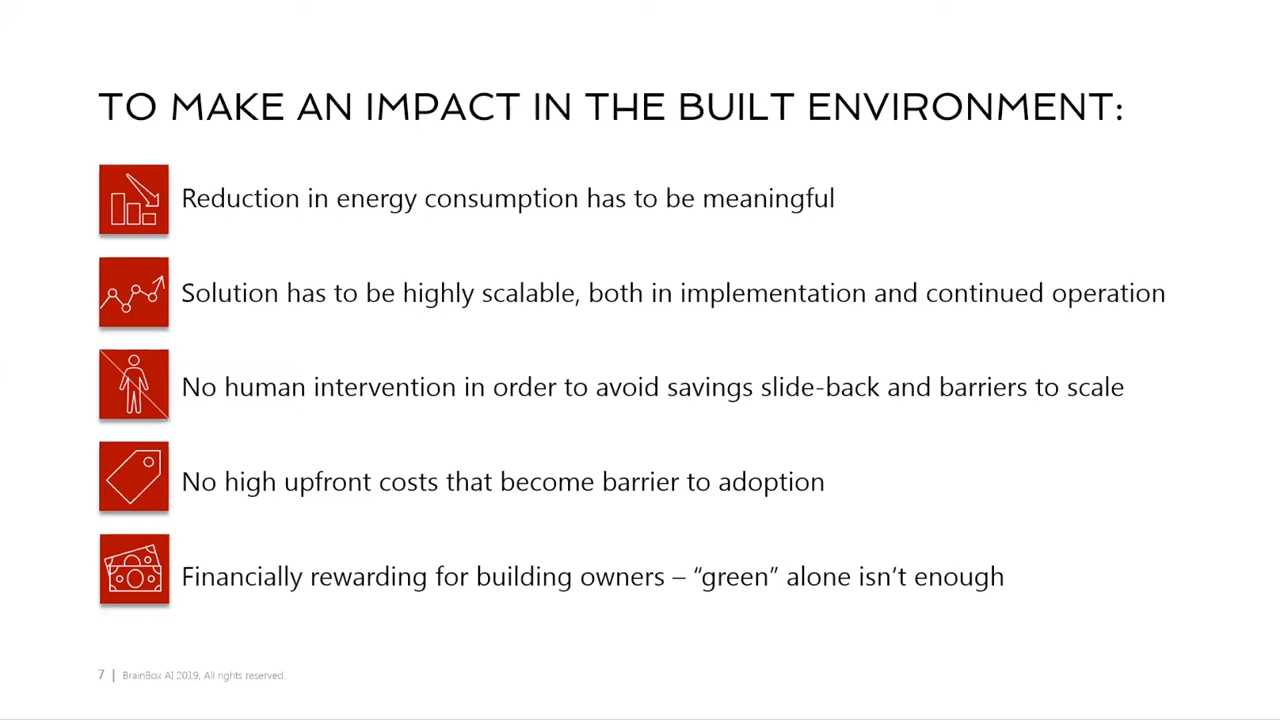 TO MAKE AN IMPACT IN THE BUILT ENVIRONMENT:
Reduction in energy consumption has to be meaningful
Solution has to be highly scalable, both in implementation and continued operation
No human intervention in order to avoid savings slide-back and barriers to scale
No high upfront costs that become barrier to adoption
Financially rewarding for building owners – “green” alone isn’t enough
7 | BrainBox AI 2019, All rights reserved.